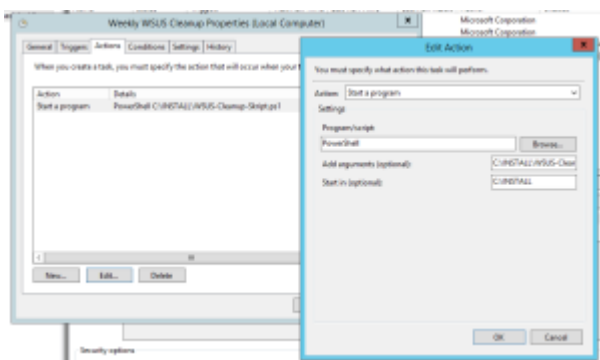 Microsoft Corporation
Microsoft Corporation
Weekly WSUS Cleanup Properties (Local Computer)
General Triggers Actions Conditions Settings History
When you create a task, you must specify the action that will occur when your t
Action Details
Start a program PowerShell C:\INSTALL\WSUS-Cleanup-Skript.ps1
New... Edit... Delete
Security options
Edit Action
You must specify what action this task will perform.
Action: Start a program
Settings
Program/script:
PowerShell Browse...
Add arguments (optional): C:\INSTALL\WSUS-Clean
Start in (optional): C:\INSTALL
OK Cancel